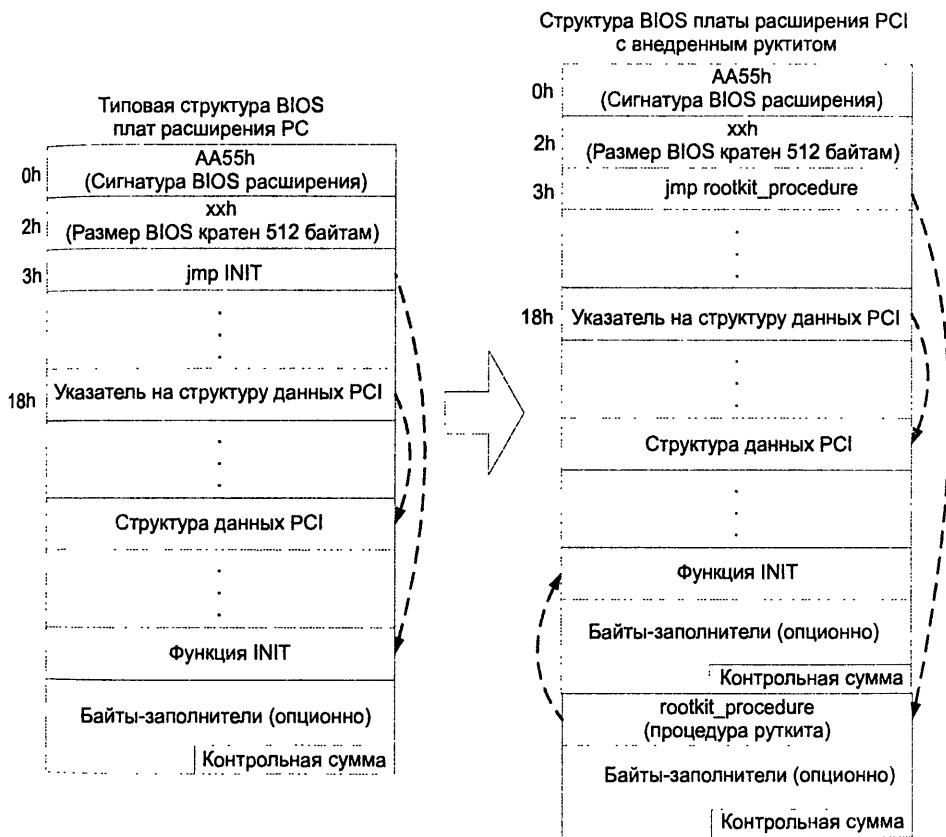 Типовая структура BIOS
плат расширения PC
0h
AA55h
(Сигнатура BIOS расширения)
2h
xxh
(Размер BIOS кратен 512 байтам)
3h
jmp INIT
18h
Указатель на структуру данных PCI
Структура данных PCI
Функция INIT
Байты-заполнители (опционно)
Контрольная сумма
Структура BIOS платы расширения PCI
с внедренным руктитом
0h
AA55h
(Сигнатура BIOS расширения)
2h
xxh
(Размер BIOS кратен 512 байтам)
3h
jmp rootkit_procedure
18h
Указатель на структуру данных PCI
Структура данных PCI
Функция INIT
Байты-заполнители (опционно)
Контрольная сумма
rootkit_procedure
(процедура руткита)
Байты-заполнители (опционно)
Контрольная сумма